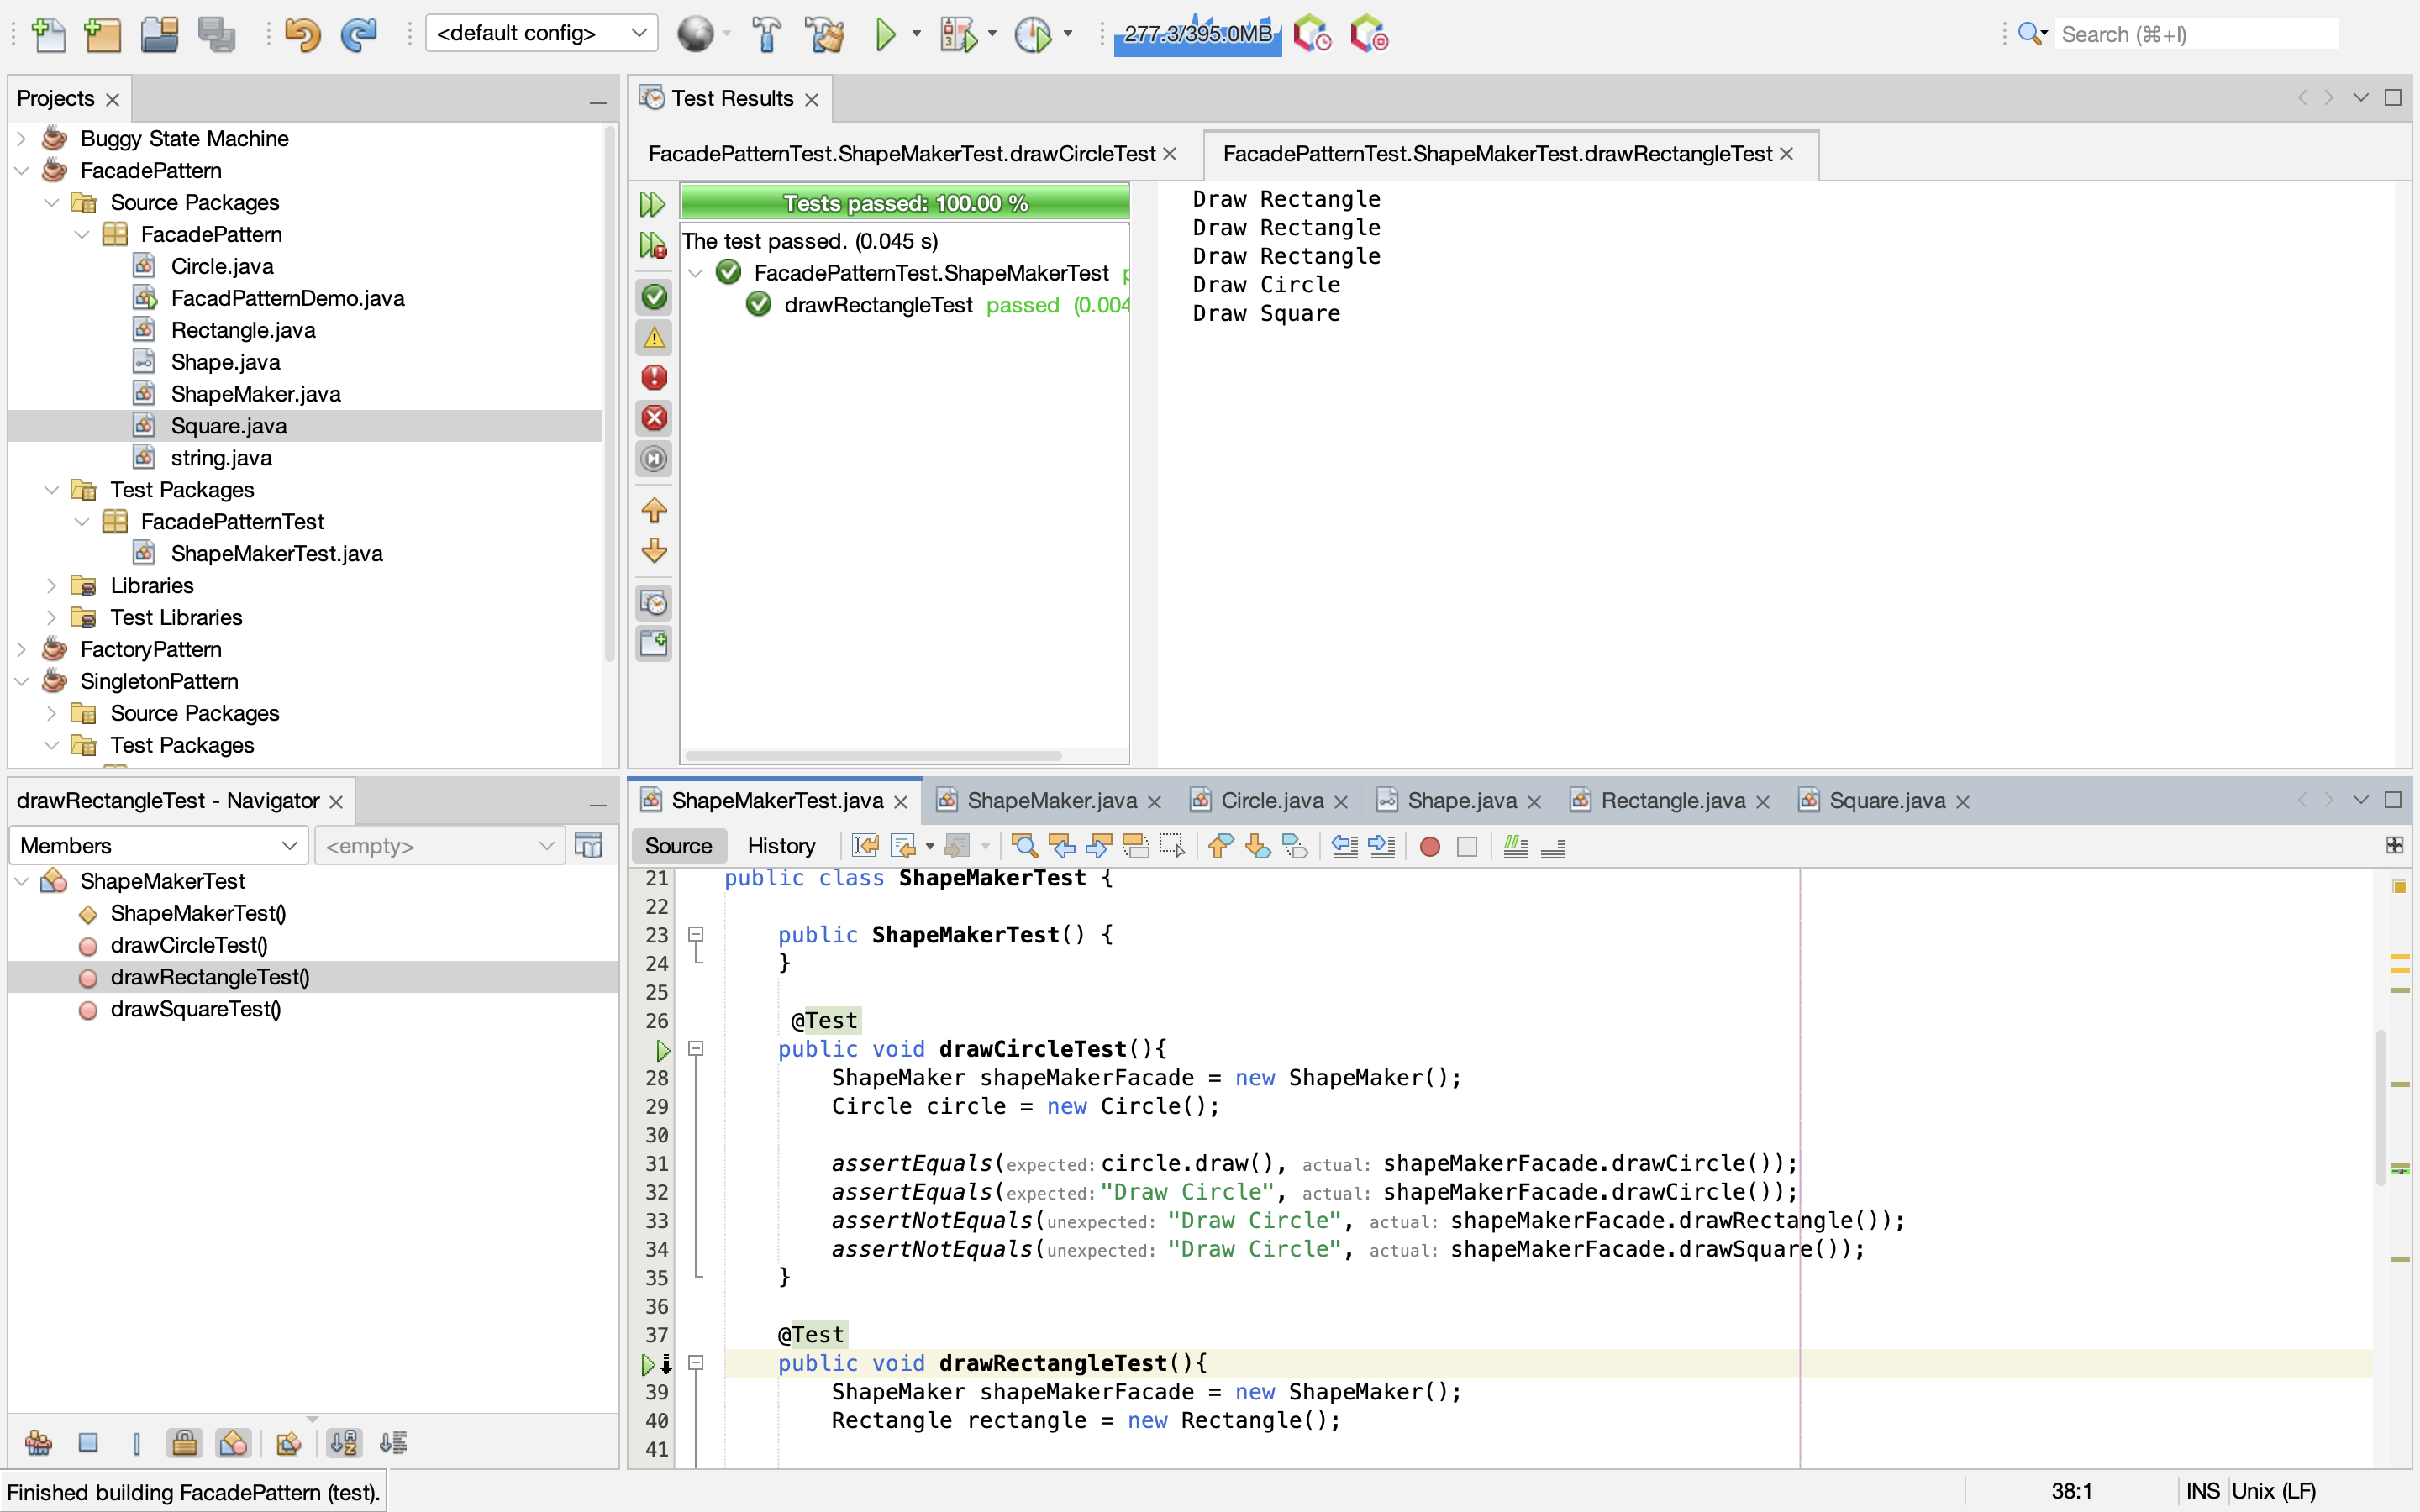 <default config>
277.3/395.0MB
Search (⌘+I)
Projects
Buggy State Machine
FacadePattern
Source Packages
FacadePattern
Circle.java
FacadPatternDemo.java
Rectangle.java
Shape.java
ShapeMaker.java
Square.java
string.java
Test Packages
FacadePatternTest
ShapeMakerTest.java
Libraries
Test Libraries
FactoryPattern
SingletonPattern
Source Packages
Test Packages
Test Results
FacadePatternTest.ShapeMakerTest.drawCircleTest
FacadePatternTest.ShapeMakerTest.drawRectangleTest
Tests passed: 100.00 %
The test passed. (0.045 s)
FacadePatternTest.ShapeMakerTest
drawRectangleTest passed (0.004
Draw Rectangle
Draw Rectangle
Draw Rectangle
Draw Circle
Draw Square
drawRectangleTest - Navigator
Members
<empty>
ShapeMakerTest
ShapeMakerTest()
drawCircleTest()
drawRectangleTest()
drawSquareTest()
ShapeMakerTest.java
ShapeMaker.java
Circle.java
Shape.java
Rectangle.java
Square.java
Source
History
21 public class ShapeMakerTest {
22
23 public ShapeMakerTest() {
24 }
25
26 @Test
public void drawCircleTest(){
28 ShapeMaker shapeMakerFacade = new ShapeMaker();
29 Circle circle = new Circle();
30
31 assertEquals(expected: circle.draw(), actual: shapeMakerFacade.drawCircle());
32 assertEquals(expected: "Draw Circle", actual: shapeMakerFacade.drawCircle());
33 assertNotEquals(unexpected: "Draw Circle", actual: shapeMakerFacade.drawRectangle());
34 assertNotEquals(unexpected: "Draw Circle", actual: shapeMakerFacade.drawSquare());
35 }
36
37 @Test
public void drawRectangleTest(){
39 ShapeMaker shapeMakerFacade = new ShapeMaker();
40 Rectangle rectangle = new Rectangle();
41
Finished building FacadePattern (test).
38:1
INS
Unix (LF)